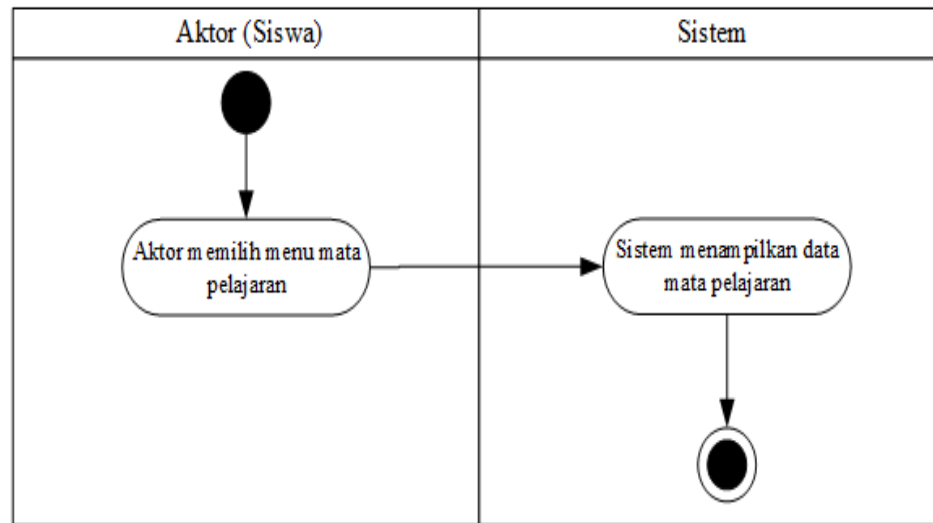 Aktor (Siswa)
Sistem
Aktor memilih menu mata
pelajaran
Sistem menampilkan data
mata pelajaran